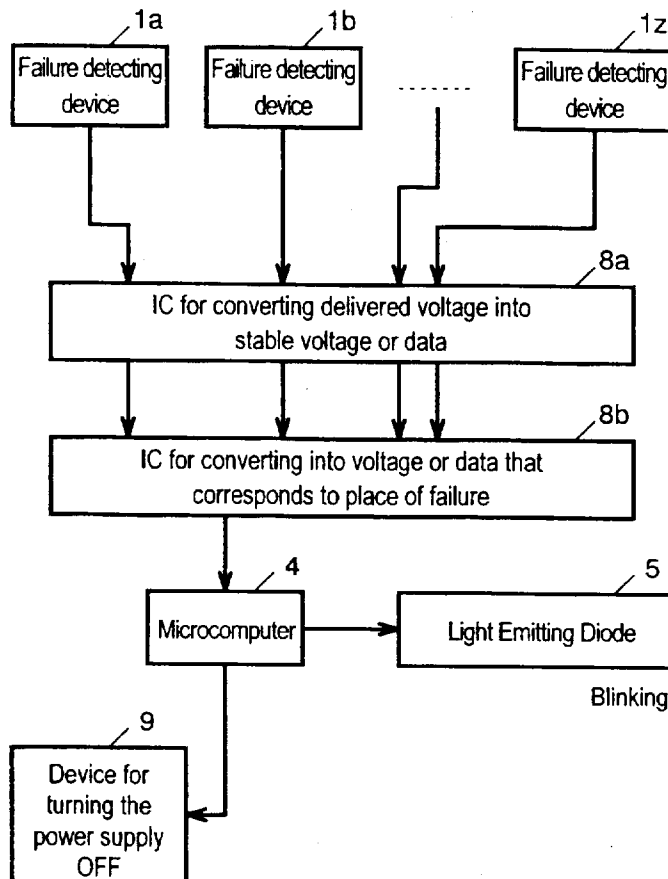 1a
1b
1z
Failure detecting
device
Failure detecting
device
Failure detecting
device
8a
IC for converting delivered voltage into
stable voltage or data
8b
IC for converting into voltage or data that
corresponds to place of failure
4
5
Microcomputer
Light Emitting Diode
Blinking
9
Device for
turning the
power supply
OFF